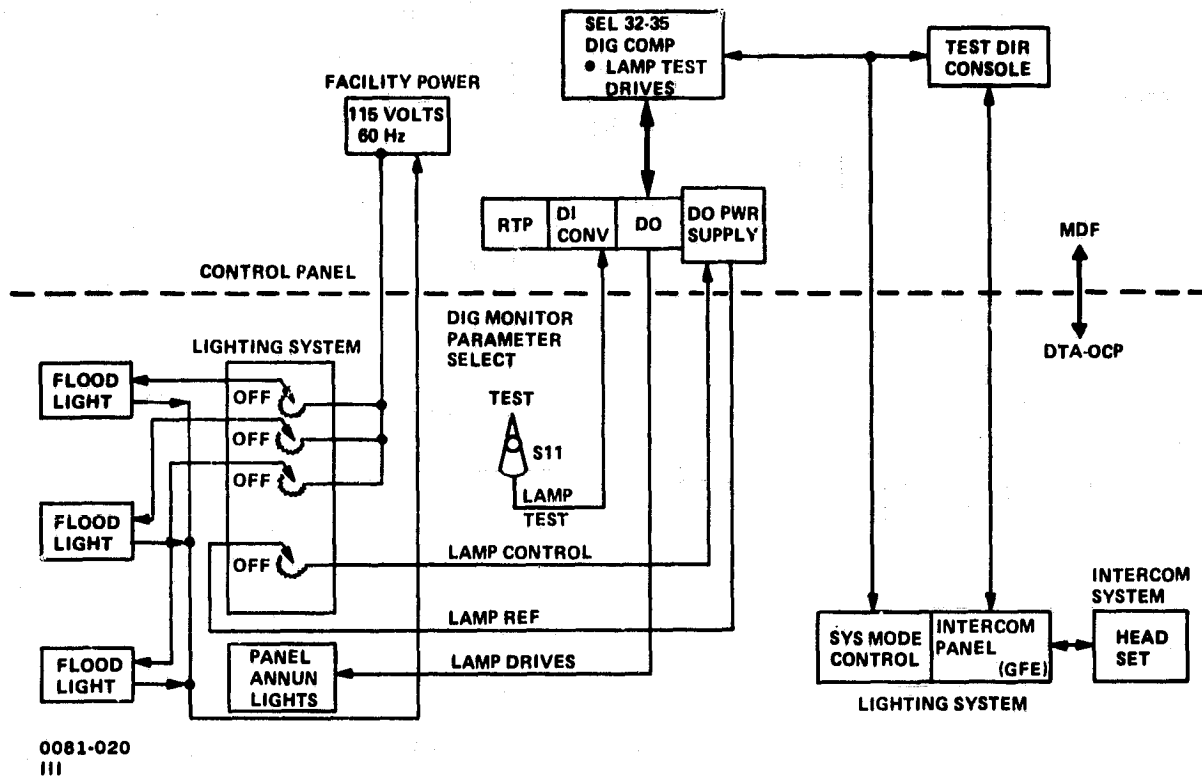 SEL 32-35
DIG COMP
• LAMP TEST
DRIVES
TEST DIR
CONSOLE
FACILITY POWER
115 VOLTS
60 Hz
RTP
DI
CONV
DO
DO PWR
SUPPLY
MDF
DTA-OCP
CONTROL PANEL
DIG MONITOR
PARAMETER
SELECT
LIGHTING SYSTEM
FLOOD
LIGHT
OFF
OFF
OFF
TEST
S11
LAMP
TEST
FLOOD
LIGHT
OFF
LAMP CONTROL
LAMP REF
INTERCOM
SYSTEM
SYS MODE
CONTROL
INTERCOM
PANEL
(GFE)
HEAD
SET
LIGHTING SYSTEM
FLOOD
LIGHT
PANEL
ANNUN
LIGHTS
LAMP DRIVES
0081-020
III